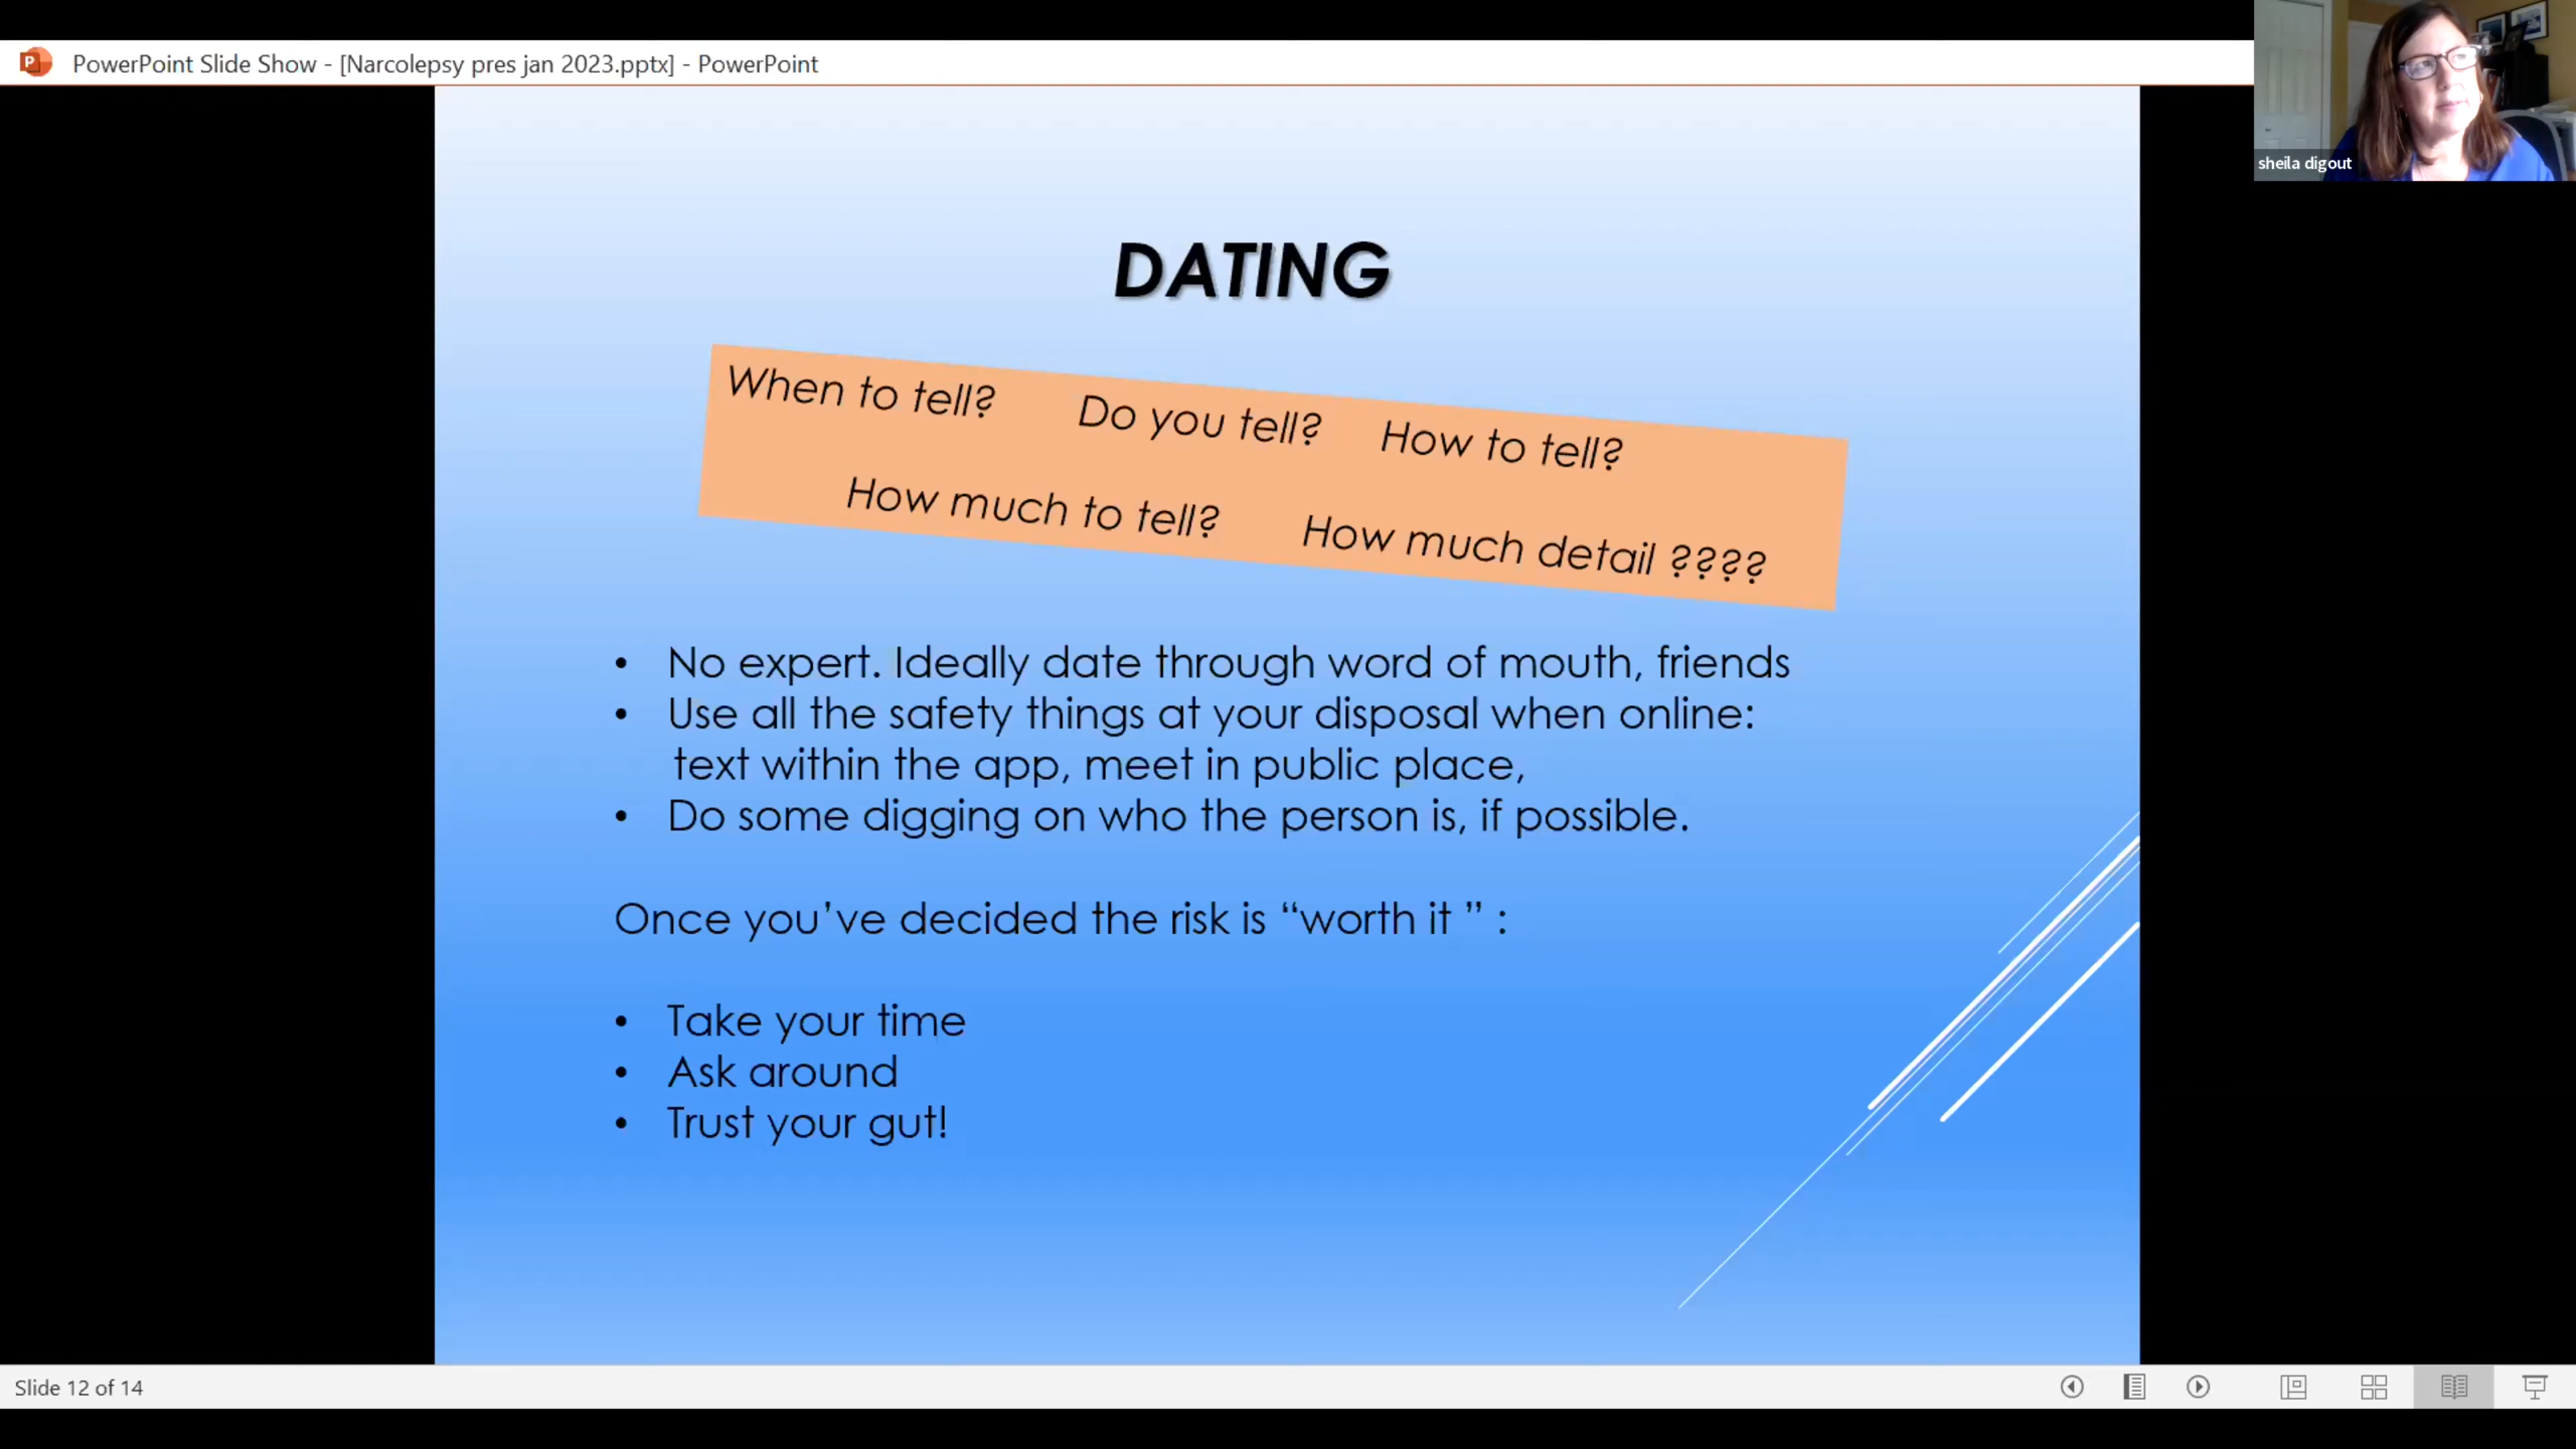 PowerPoint Slide Show - [Narcolepsy pres jan 2023.pptx] - PowerPoint
sheila digout
DATING
When to tell? Do you tell? How to tell?
How much to tell? How much detail ????
• No expert. Ideally date through word of mouth, friends
• Use all the safety things at your disposal when online:
text within the app, meet in public place,
• Do some digging on who the person is, if possible.
Once you’ve decided the risk is “worth it ” :
• Take your time
• Ask around
• Trust your gut!
Slide 12 of 14